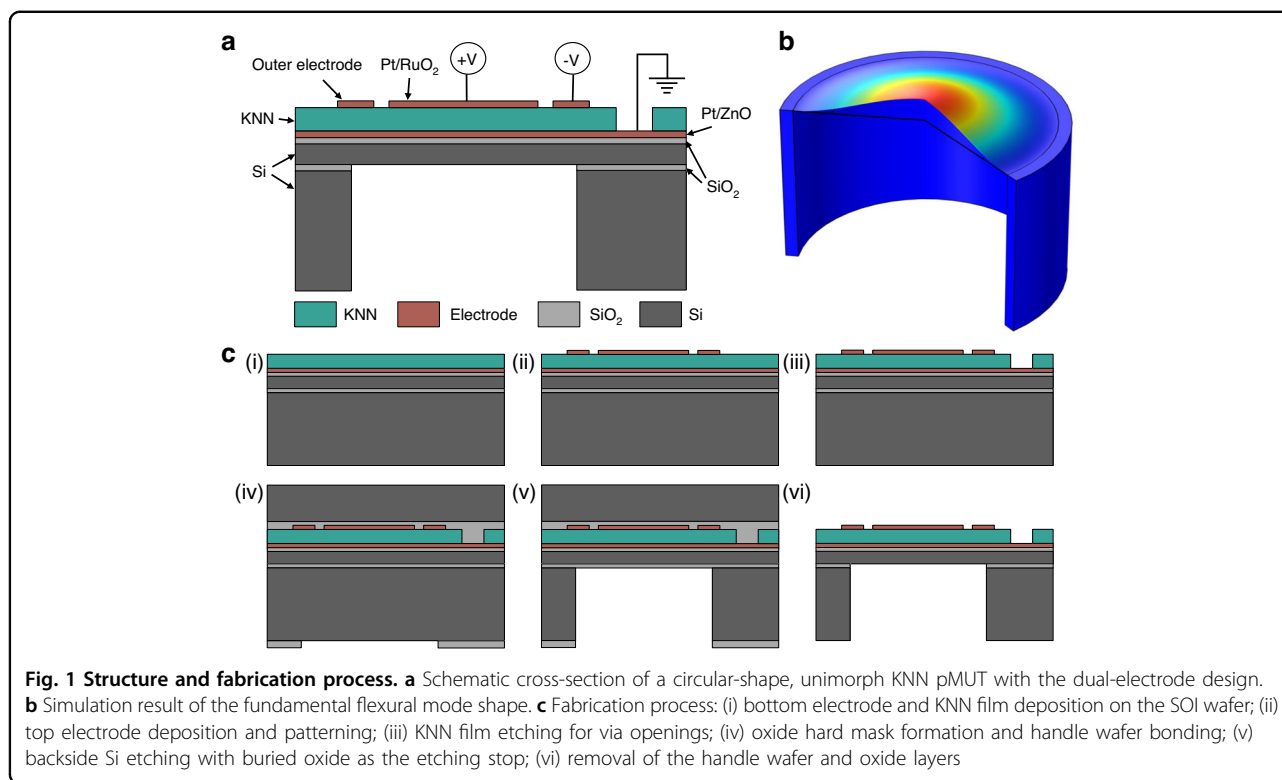 a
b
Outer electrode
Pt/RuO2
+V
-V
KNN
Pt/ZnO
Si
SiO2
KNN
Electrode
SiO2
Si
c
(i)
(ii)
(iii)
(iv)
(v)
(vi)
Fig. 1 Structure and fabrication process. a Schematic cross-section of a circular-shape, unimorph KNN pMUT with the dual-electrode design.
b Simulation result of the fundamental flexural mode shape. c Fabrication process: (i) bottom electrode and KNN film deposition on the SOI wafer; (ii)
top electrode deposition and patterning; (iii) KNN film etching for via openings; (iv) oxide hard mask formation and handle wafer bonding; (v)
backside Si etching with buried oxide as the etching stop; (vi) removal of the handle wafer and oxide layers